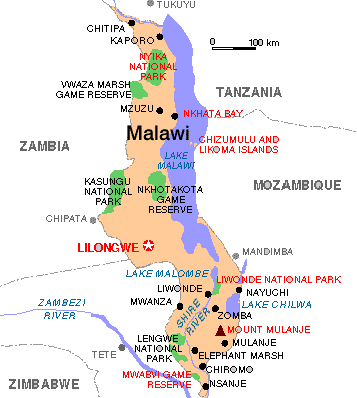 TUKUYU
CHITIPA
KAPORO
0 100 km
NYIKA
NATIONAL
PARK
VWAZA MARSH
GAME RESERVE
TANZANIA
MZUZU
NKHATA BAY
Malawi
CHIZUMULU AND
LIKOMA ISLANDS
ZAMBIA
LAKE
MALAWI
KASUNGU
NATIONAL
PARK
NKHOTAKOTA
GAME
RESERVE
MOZAMBIQUE
CHIPATA
LILONGWE
MANDIMBA
LAKE MALOMBE
LIWONDE NATIONAL PARK
LIWONDE
NAYUCHI
ZAMBEZI
RIVER
MWANZA
LAKE CHILWA
SHIRE
RIVER
ZOMBA
MOUNT MULANJE
LENGWE
NATIONAL
PARK
MULANJE
TETE
ELEPHANT MARSH
CHIROMO
MWABVI GAME
RESERVE
NSANJE
ZIMBABWE